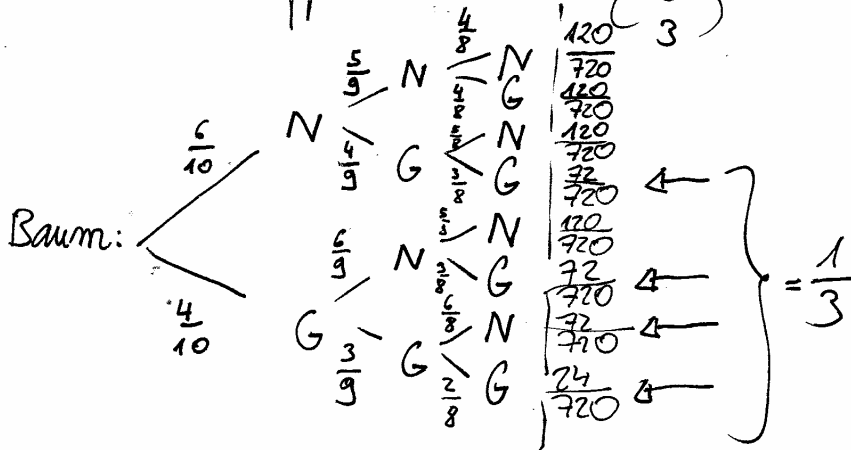 3
4/8
5/9 N N 120/720
4/8 G 120/720
6/10 N 5/8 N 120/720
4/9 G 3/8 G 72/720
Baum:
6/9 N N 120/720
3/8 G 72/720 = 1/3
4/10 G 6/8 N 72/720
3/9 G 2/8 G 24/720